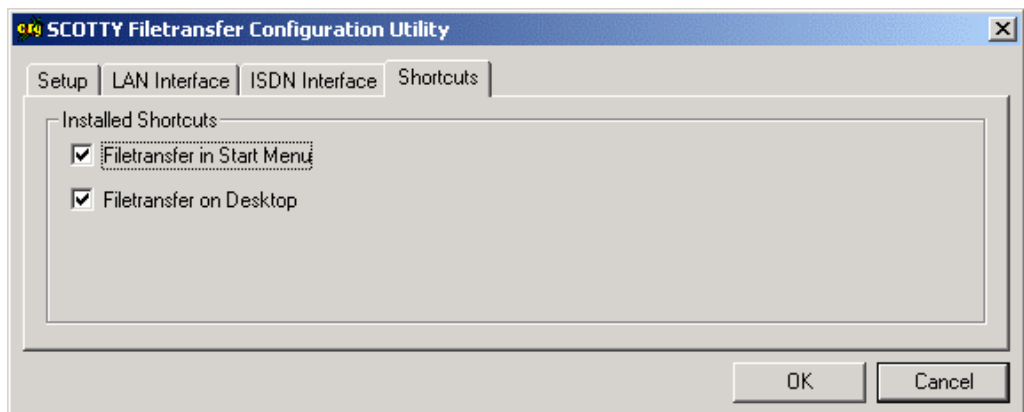 cfg SCOTTY Filetransfer Configuration Utility
Setup LAN Interface ISDN Interface Shortcuts
Installed Shortcuts
Filetransfer in Start Menu
Filetransfer on Desktop
OK Cancel